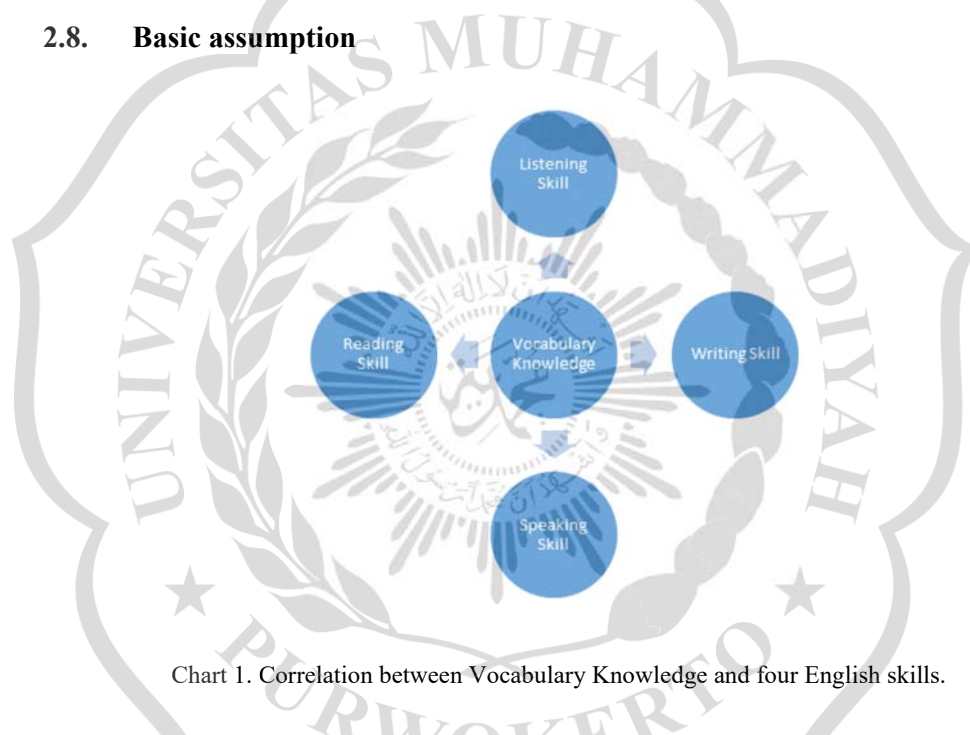 2.8. Basic assumption
UNIVERSITAS MUHAMMADIYAH
Listening
Skill
Reading
Skill
Vocabulary
Knowledge
Writing Skill
Speaking
Skill
Chart 1. Correlation between Vocabulary Knowledge and four English skills.
PURWOKERTO